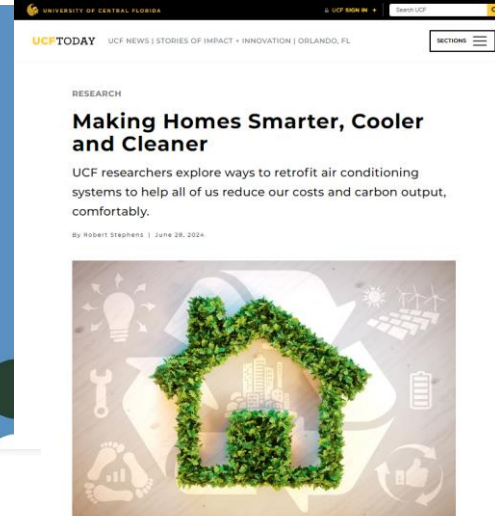 UNIVERSITY OF CENTRAL FLORIDA
UCF SIGN IN +
Search UCF
UCFTODAY
UCF NEWS | STORIES OF IMPACT + INNOVATION | ORLANDO, FL
SECTIONS
RESEARCH
Making Homes Smarter, Cooler
and Cleaner
UCF researchers explore ways to retrofit air conditioning
systems to help all of us reduce our costs and carbon output,
comfortably.
By Robert Stephens | June 28, 2024